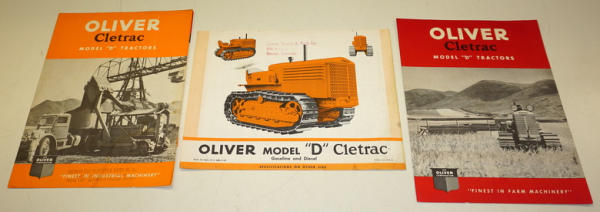 OLIVER
Cletrac
MODEL "D" TRACTORS
OLIVER
"FINEST IN INDUSTRIAL MACHINERY"
OLIVER MODEL "D" Cletrac
Gasoline and Diesel
SPECIFICATIONS ON OTHER SIDE
OLIVER
Cletrac
MODEL "D" TRACTORS
OLIVER
"FINEST IN FARM MACHINERY"